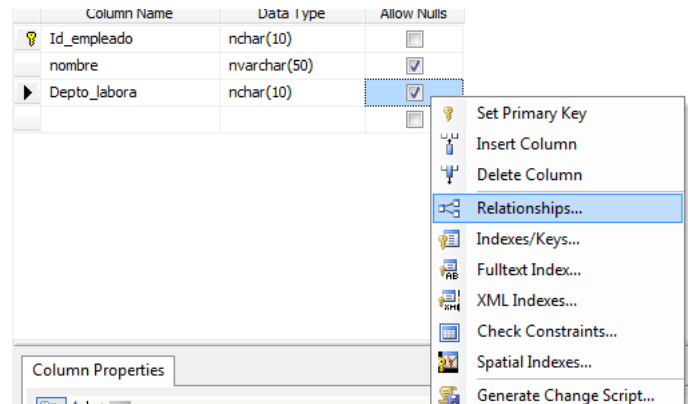 Column Name Data Type Allow Nulls
Id_empleado nchar(10)
nombre nvarchar(50)
Depto_labora nchar(10)
Set Primary Key
Insert Column
Delete Column
Relationships...
Indexes/Keys...
Fulltext Index...
XML Indexes...
Check Constraints...
Spatial Indexes...
Generate Change Script...
Column Properties